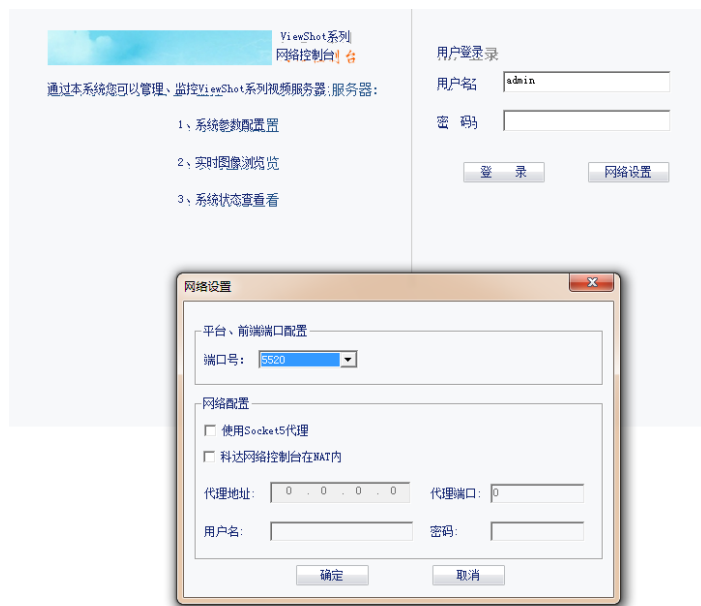 ViewShot系列
网络控制台
通过本系统您可以管理、监控ViewShot系列视频服务器:
1、系统参数配置
2、实时图像浏览
3、系统状态查看
用户登录
用户名 admin
密 码
登 录 网络设置
网络设置
平台、前端端口配置
端口号: 5520
网络配置
使用Socket5代理
科达网络控制台在NAT内
代理地址: 0 . 0 . 0 . 0 代理端口: 0
用户名: 密码:
确定 取消